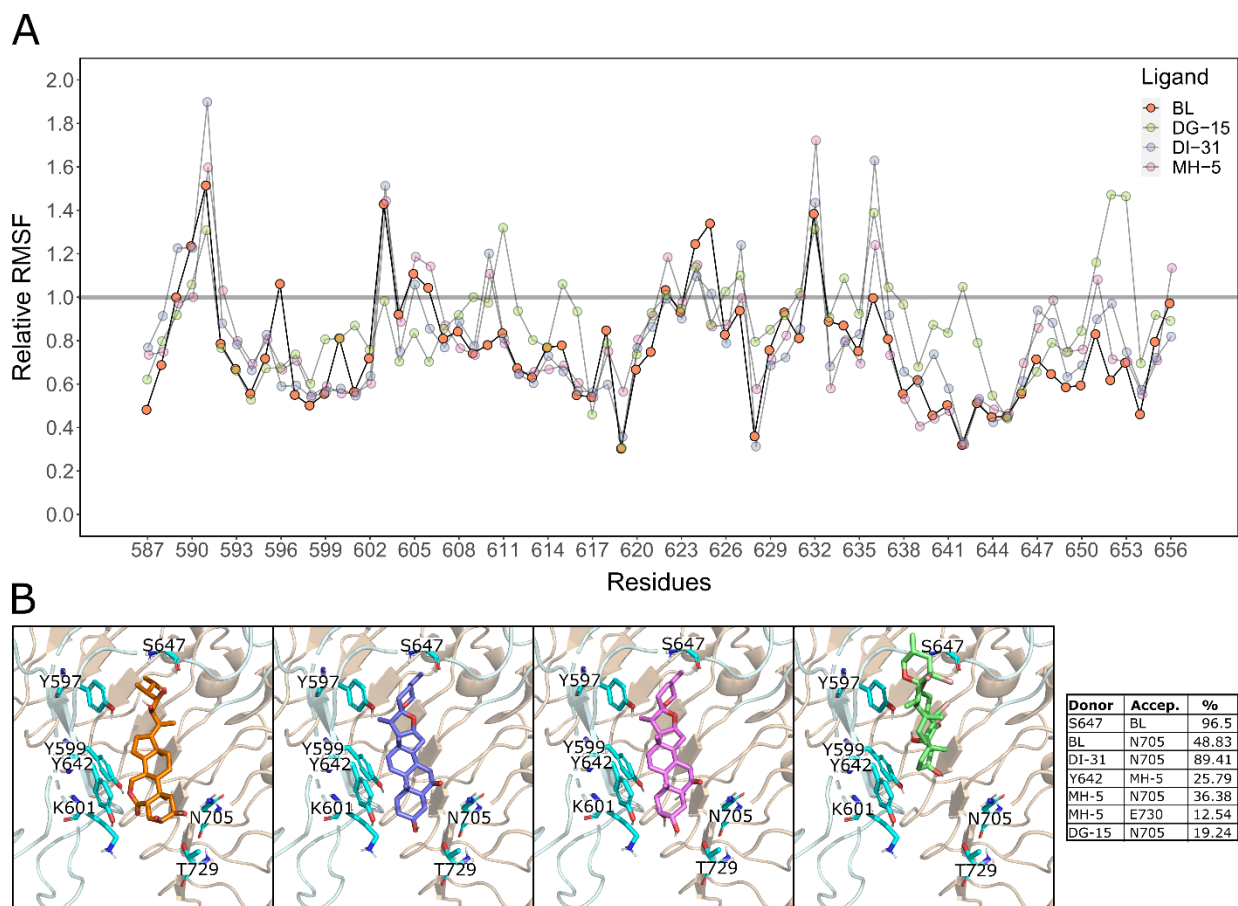 A
Relative RMSF
2.0
1.8
1.6
1.4
1.2
1.0
0.8
0.6
0.4
0.2
0.0
Ligand
BL
DG-15
DI-31
MH-5
587 590 593 596 599 602 605 608 611 614 617 620 623 626 629 632 635 638 641 644 647 650 653 656
Residues
B
S647 S647 S647 S647
Y597 Y597 Y597 Y597
Y599 Y599 Y599 Y599
Y642 Y642 Y642 Y642
K601 N705 K601 N705 K601 N705 K601 N705
T729 T729 T729 T729
Donor Accep. %
S647 BL 96.5
BL N705 48.83
DI-31 N705 89.41
Y642 MH-5 25.79
MH-5 N705 36.38
MH-5 E730 12.54
DG-15 N705 19.24